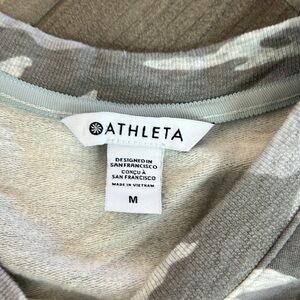 ATHLETA
DESIGNED IN
SAN FRANCISCO
CONÇU À
SAN FRANCISCO
MADE IN VIETNAM
M